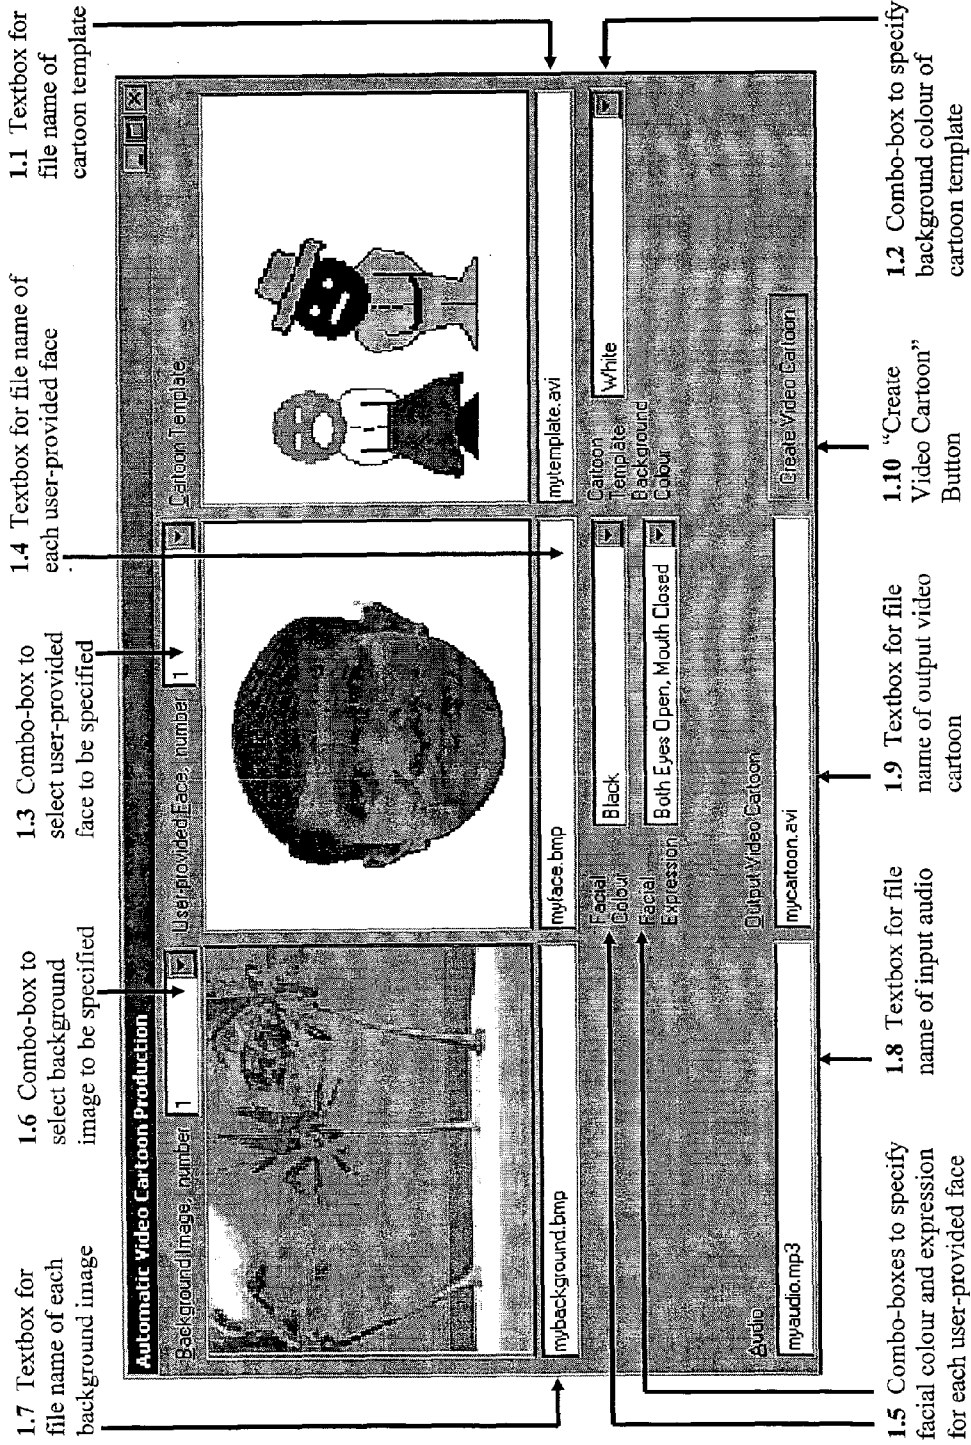 1.7 Textbox for
file name of each
background image
1.6 Combo-box to
select background
image to be specified
1.3 Combo-box to
select user-provided
face to be specified
1.4 Textbox for file name of
each user-provided face
1.1 Textbox for
file name of
cartoon template
Automatic Video Cartoon Production
Background Image, number
1
User-provided Face, number
1
Cartoon Template
mybackground.bmp
myface.bmp
mytemplate.avi
Facial
Colour
Black
Cartoon
Template
Background
Colour
White
Facial
Expression
Both Eyes Open, Mouth Closed
Audio
myaudio.mp3
Output Video Cartoon
mycartoon.avi
Create Video Cartoon
1.5 Combo-boxes to specify
facial colour and expression
for each user-provided face
1.8 Textbox for file
name of input audio
1.9 Textbox for file
name of output video
cartoon
1.10 "Create
Video Cartoon"
Button
1.2 Combo-box to specify
background colour of
cartoon template